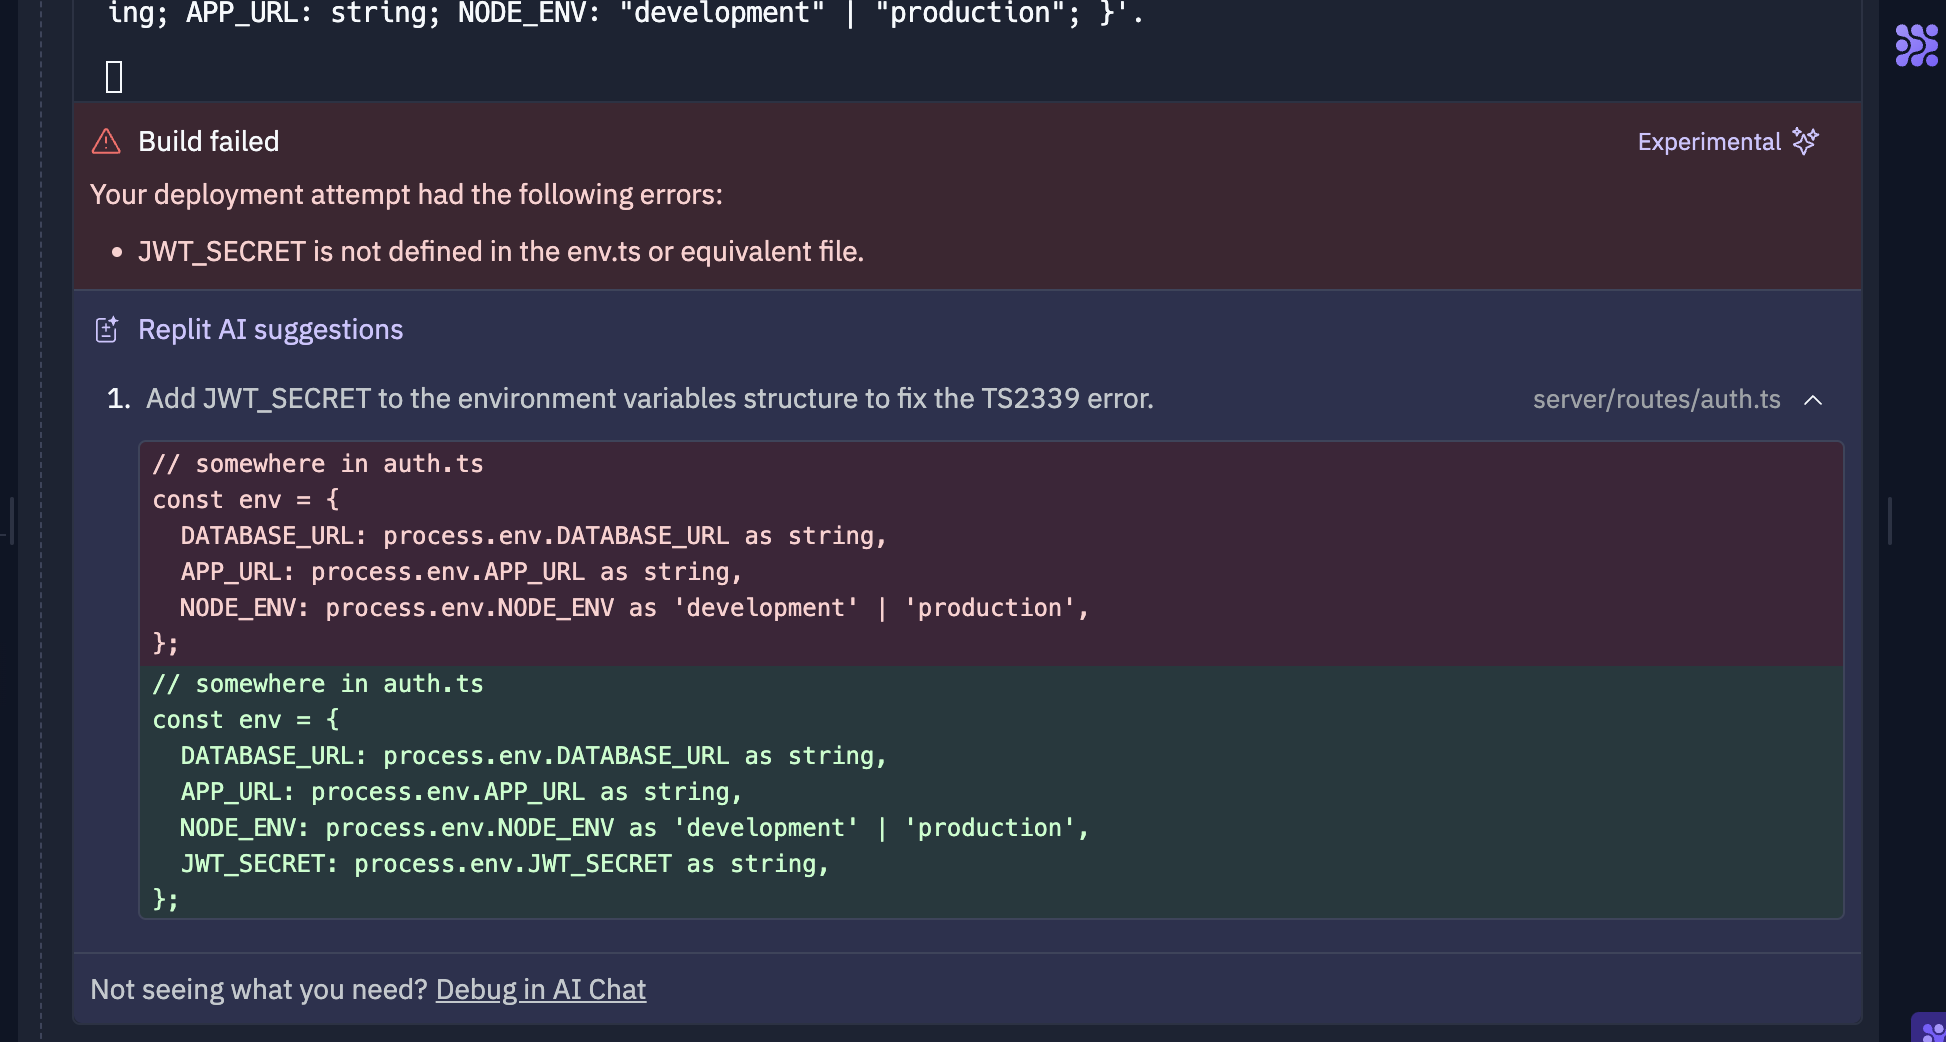 ing; APP_URL: string; NODE_ENV: "development" | "production"; }'.
Build failed
Experimental
Your deployment attempt had the following errors:
• JWT_SECRET is not defined in the env.ts or equivalent file.
Replit AI suggestions
1. Add JWT_SECRET to the environment variables structure to fix the TS2339 error.
server/routes/auth.ts
// somewhere in auth.ts
const env = {
  DATABASE_URL: process.env.DATABASE_URL as string,
  APP_URL: process.env.APP_URL as string,
  NODE_ENV: process.env.NODE_ENV as 'development' | 'production',
};
// somewhere in auth.ts
const env = {
  DATABASE_URL: process.env.DATABASE_URL as string,
  APP_URL: process.env.APP_URL as string,
  NODE_ENV: process.env.NODE_ENV as 'development' | 'production',
  JWT_SECRET: process.env.JWT_SECRET as string,
};
Not seeing what you need? Debug in AI Chat